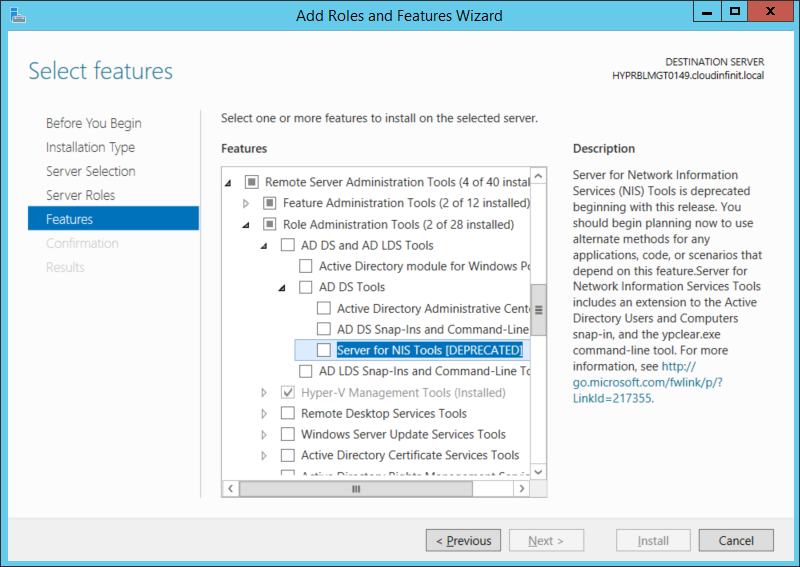 Add Roles and Features Wizard
Select features
DESTINATION SERVER
HYPRBLMGT0149.cloudinfinit.local
Before You Begin
Installation Type
Server Selection
Server Roles
Features
Confirmation
Results
Select one or more features to install on the selected server.
Features
Remote Server Administration Tools (4 of 40 instal
Feature Administration Tools (2 of 12 installed)
Role Administration Tools (2 of 28 installed)
AD DS and AD LDS Tools
Active Directory module for Windows Po
AD DS Tools
Active Directory Administrative Cent
AD DS Snap-Ins and Command-Line
Server for NIS Tools [DEPRECATED]
AD LDS Snap-Ins and Command-Line To
Hyper-V Management Tools (Installed)
Remote Desktop Services Tools
Windows Server Update Services Tools
Active Directory Certificate Services Tools
Active Directory Rights Management Servi
Description
Server for Network Information
Services (NIS) Tools is deprecated
beginning with this release. You
should begin planning now to use
alternate methods for any
applications, code, or scenarios that
depend on this feature.Server for
Network Information Services Tools
includes an extension to the Active
Directory Users and Computers
snap-in, and the ypclear.exe
command-line tool. For more
information, see http://
go.microsoft.com/fwlink/p/?
LinkId=217355.
< Previous
Next >
Install
Cancel